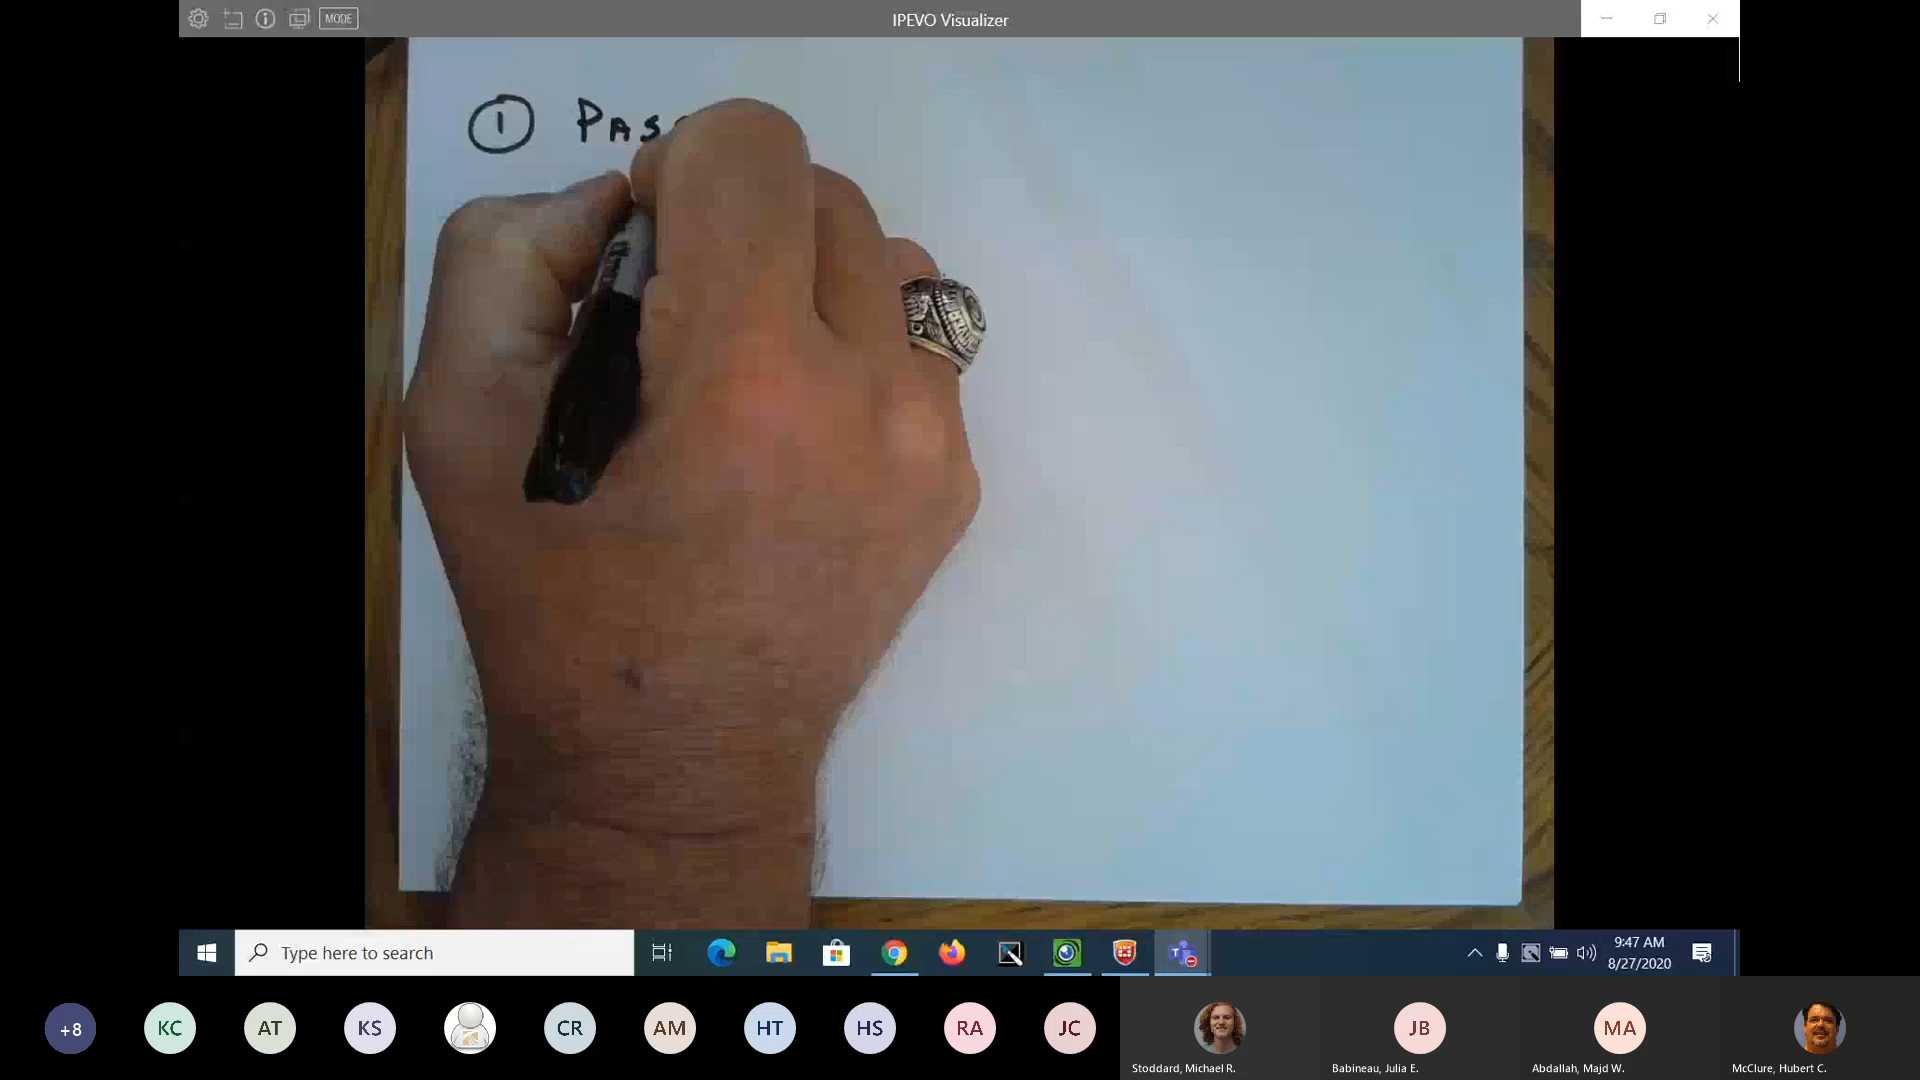 MODE
IPEVO Visualizer
① PAS
Type here to search
9:47 AM
8/27/2020
+8
KC
AT
KS
CR
AM
HT
HS
RA
JC
JB
MA
Stoddard, Michael R.
Babineau, Julia E.
Abdallah, Majd W.
McClure, Hubert C.